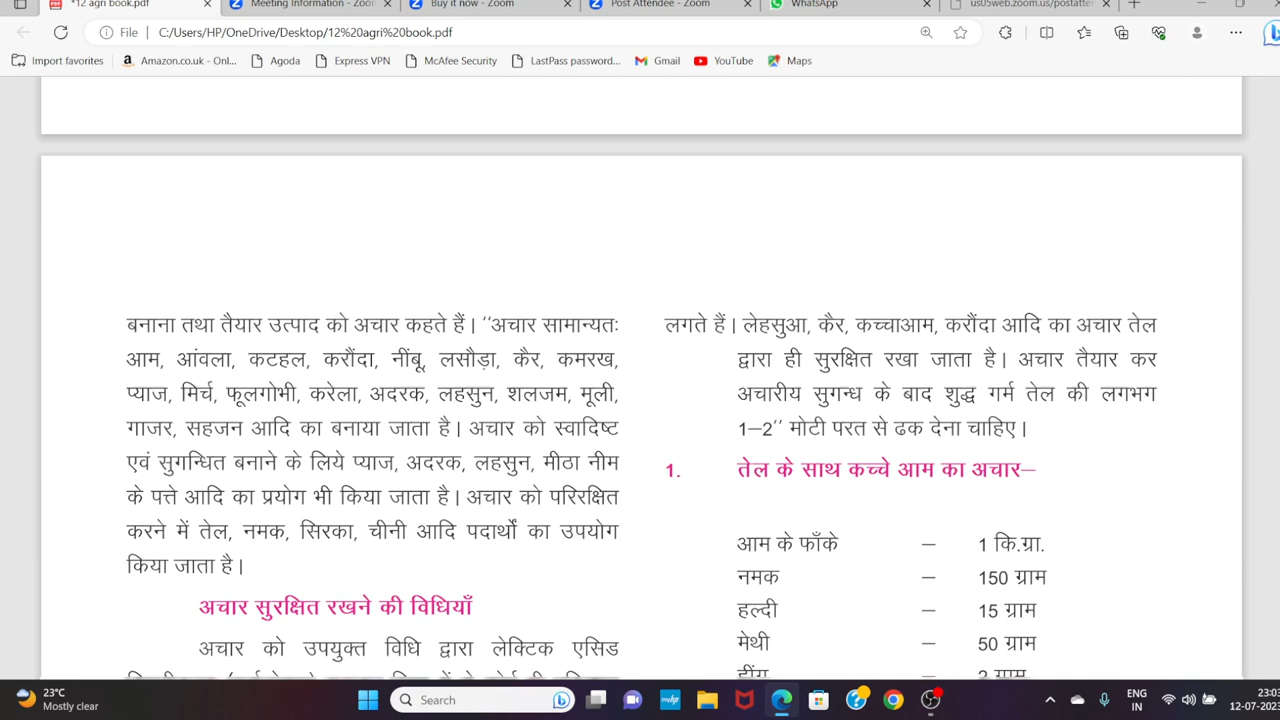 *12 agri book.pdf
Meeting Information - Zoom
Buy it now - Zoom
Post Attendee - Zoom
WhatsApp
us05web.zoom.us/postatte
File C:/Users/HP/OneDrive/Desktop/12%20agri%20book.pdf
Import favorites Amazon.co.uk - Onl... Agoda Express VPN McAfee Security LastPass password... Gmail YouTube Maps
बनाना तथा तैयार उत्पाद को अचार कहते हैं। ‘‘अचार सामान्यतः
आम, आंवला, कटहल, करौंदा, नींबू, लसौड़ा, कैर, कमरख,
प्याज, मिर्च, फूलगोभी, करेला, अदरक, लहसुन, शलजम, मूली,
गाजर, सहजन आदि का बनाया जाता है। अचार को स्वादिष्ट
एवं सुगन्धित बनाने के लिये प्याज, अदरक, लहसुन, मीठा नीम
के पत्ते आदि का प्रयोग भी किया जाता है। अचार को परिरक्षित
करने में तेल, नमक, सिरका, चीनी आदि पदार्थों का उपयोग
किया जाता है।
अचार सुरक्षित रखने की विधियाँ
अचार को उपयुक्त विधि द्वारा लेक्टिक एसिड
लगते हैं। लेहसुआ, कैर, कच्चाआम, करौंदा आदि का अचार तेल
द्वारा ही सुरक्षित रखा जाता है। अचार तैयार कर
अचारीय सुगन्ध के बाद शुद्ध गर्म तेल की लगभग
1–2’’ मोटी परत से ढक देना चाहिए।
1. तेल के साथ कच्चे आम का अचार–
आम के फाँके – 1 कि.ग्रा.
नमक – 150 ग्राम
हल्दी – 15 ग्राम
मेथी – 50 ग्राम
हींग – 2 ग्राम
23°C
Mostly clear
Search
ENG
IN
23:03
12-07-202